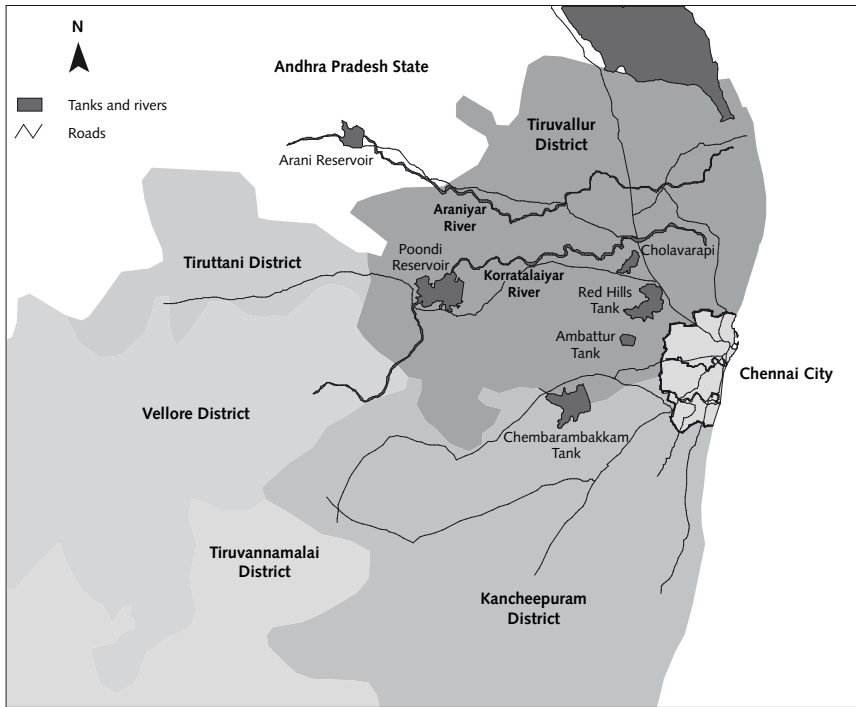 N
Tanks and rivers
Roads
Andhra Pradesh State
Tiruvallur
District
Arani Reservoir
Araniyar
River
Poondi
Reservoir
Cholavarapi
Korratalaiyar
River
Tiruttani District
Red Hills
Tank
Ambattur
Tank
Chennai City
Vellore District
Chembarambakkam
Tank
Tiruvannamalai
District
Kancheepuram
District